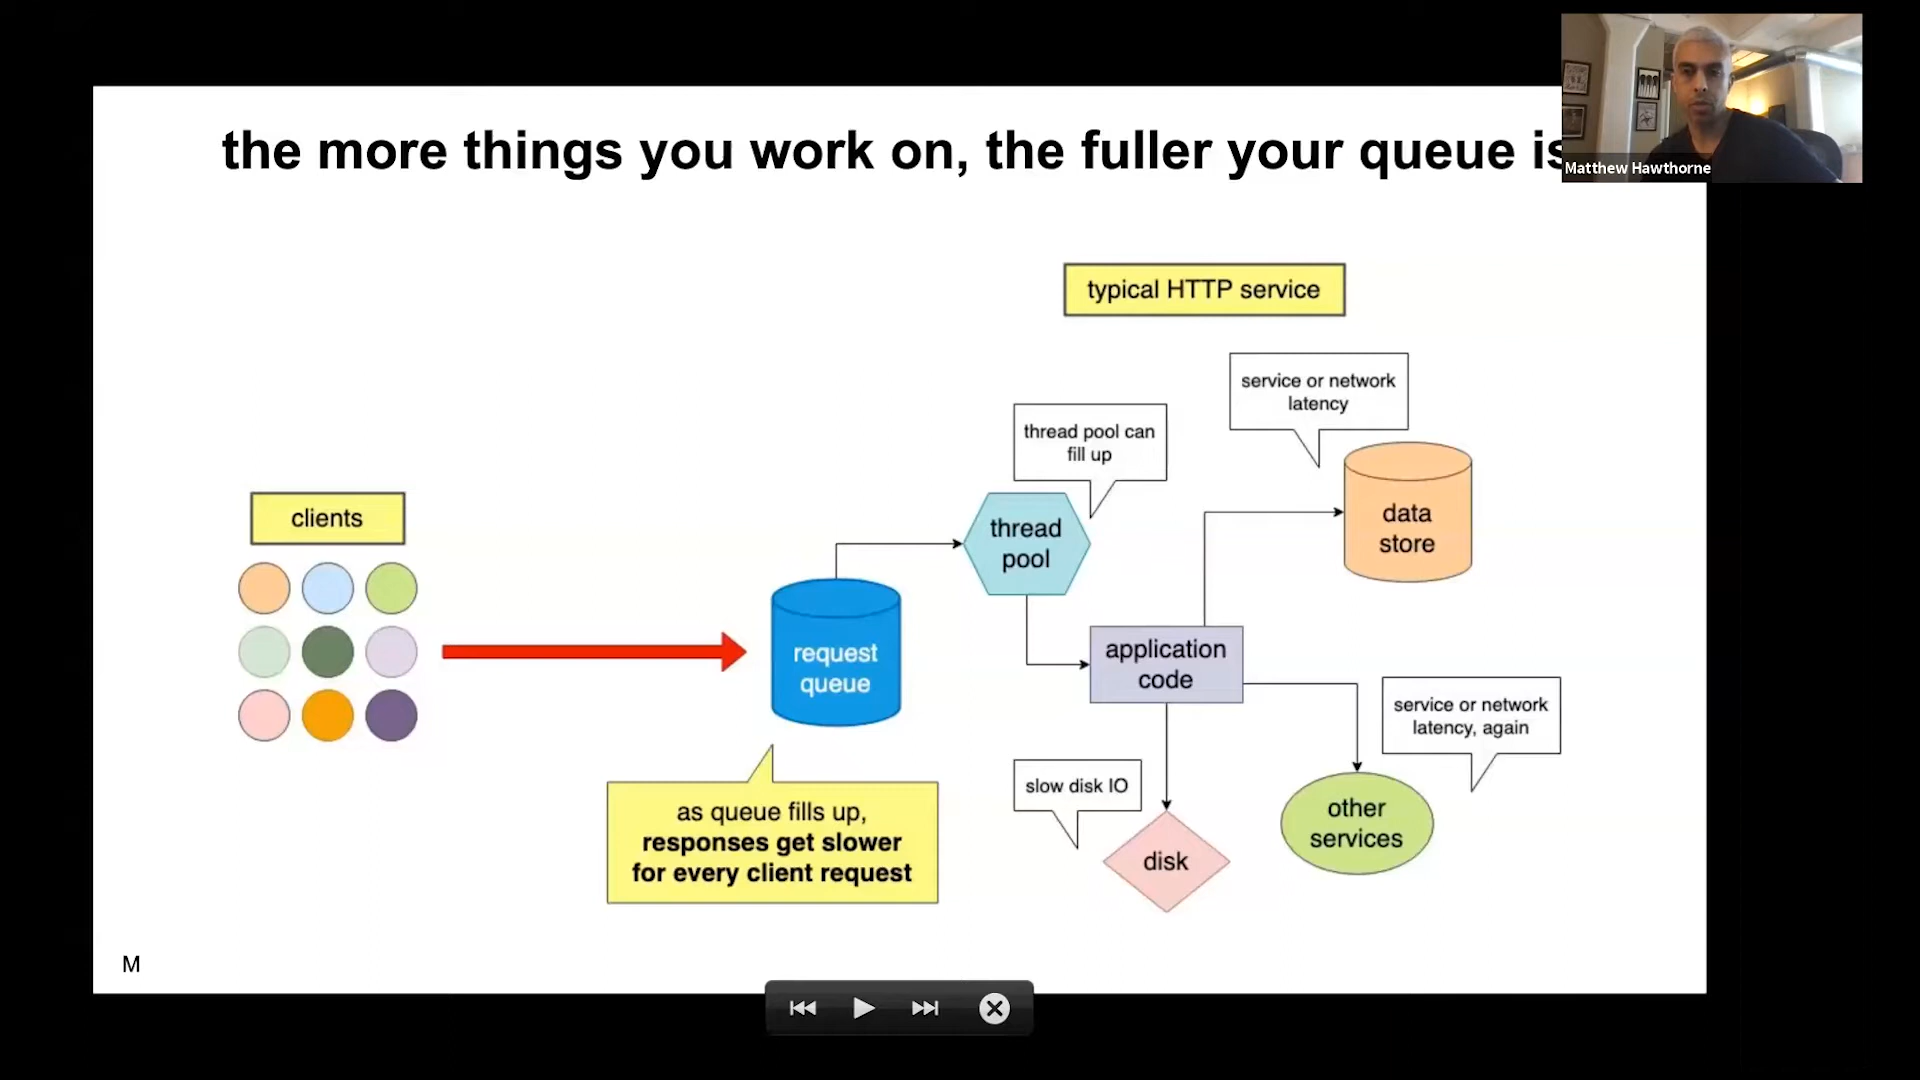 the more things you work on, the fuller your queue is
Matthew Hawthorne
typical HTTP service
service or network
latency
thread pool can
fill up
clients
thread
pool
data
store
request
queue
application
code
service or network
latency, again
slow disk IO
other
services
as queue fills up,
responses get slower
for every client request
disk
M